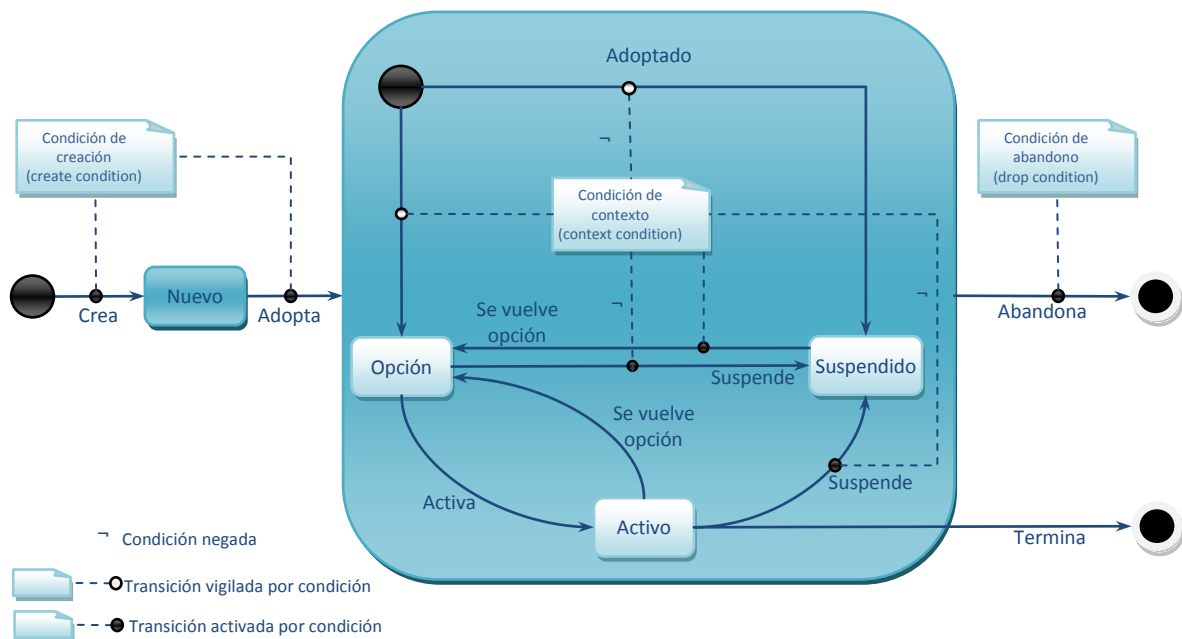 Adoptado
Condición de
creación
(create condition)
Condición de
abandono
(drop condition)
¬
Condición de
contexto
(context condition)
Nuevo
Crea
Adopta
¬
¬
Abandona
Se vuelve
opción
Opción
Suspendido
Suspende
Se vuelve
opción
Activa
Suspende
Activo
Termina
¬ Condición negada
Transición vigilada por condición
Transición activada por condición